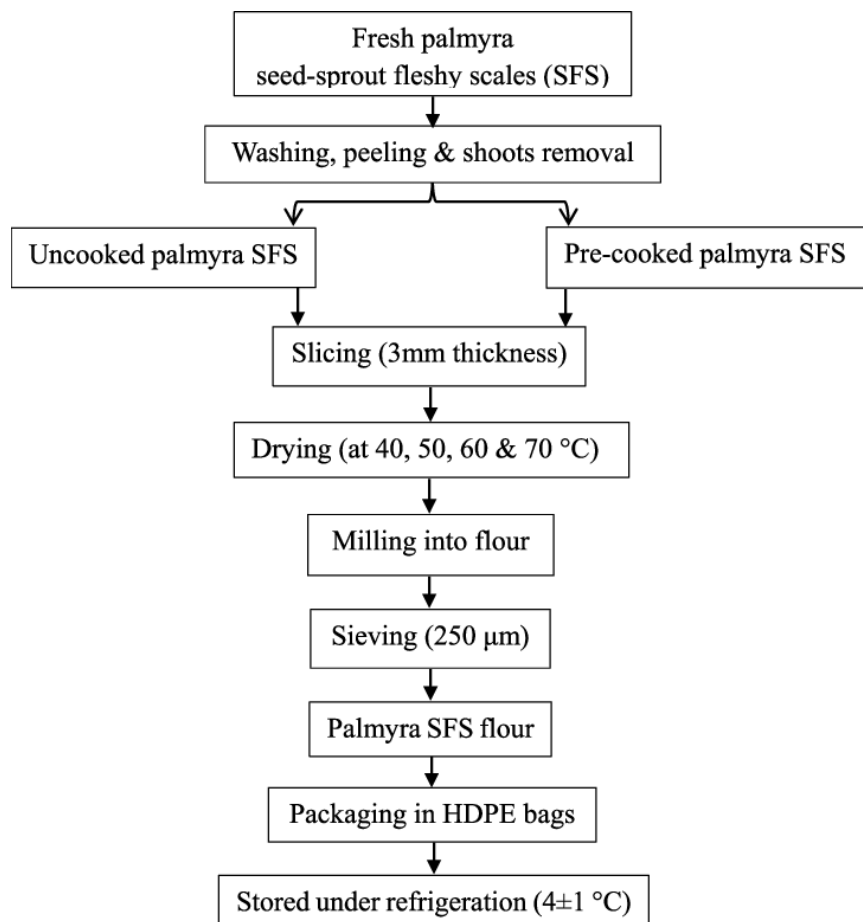 Fresh palmyra
seed-sprout fleshy scales (SFS)
Washing, peeling & shoots removal
Uncooked palmyra SFS
Pre-cooked palmyra SFS
Slicing (3mm thickness)
Drying (at 40, 50, 60 & 70 °C)
Milling into flour
Sieving (250 μm)
Palmyra SFS flour
Packaging in HDPE bags
Stored under refrigeration (4±1 °C)